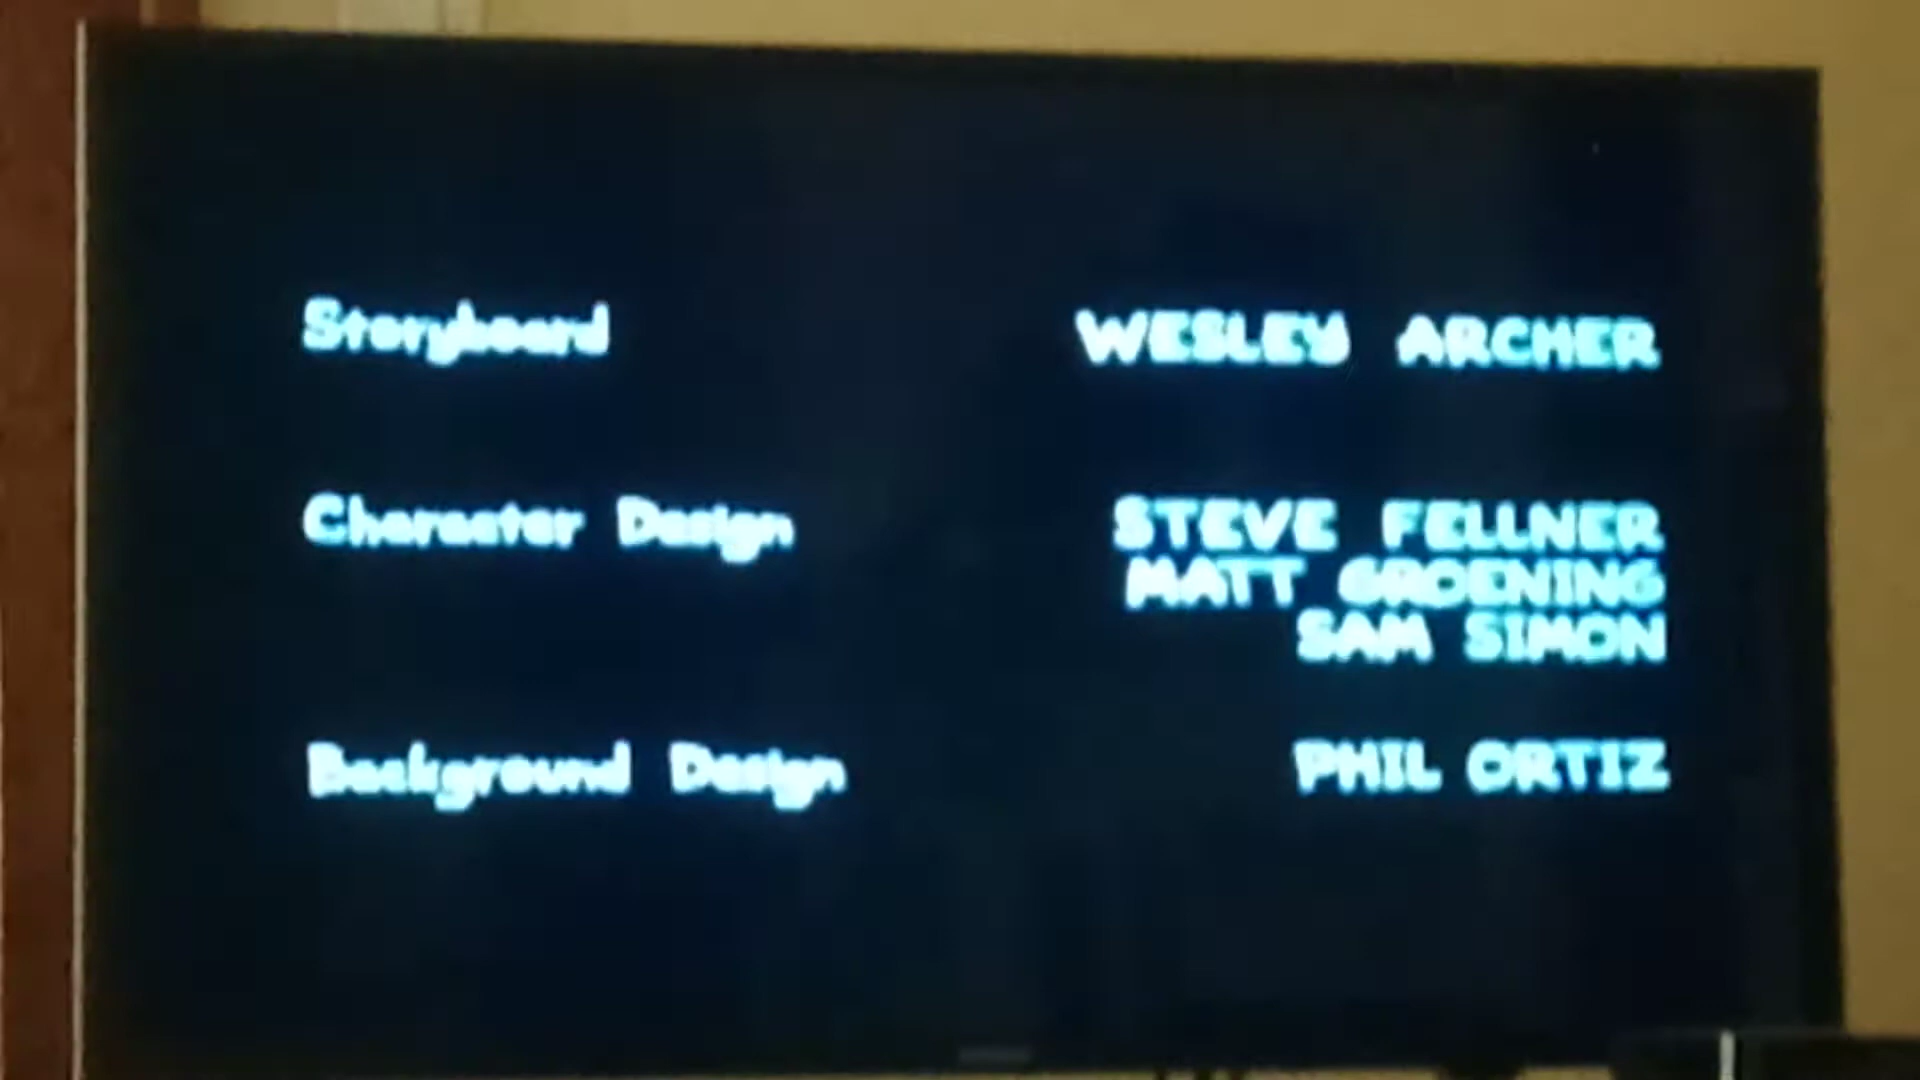 Storyboard WESLEY ARCHER
Character Design STEVE FELLNER
MATT GROENING
SAM SIMON
Background Design PHIL ORTIZ